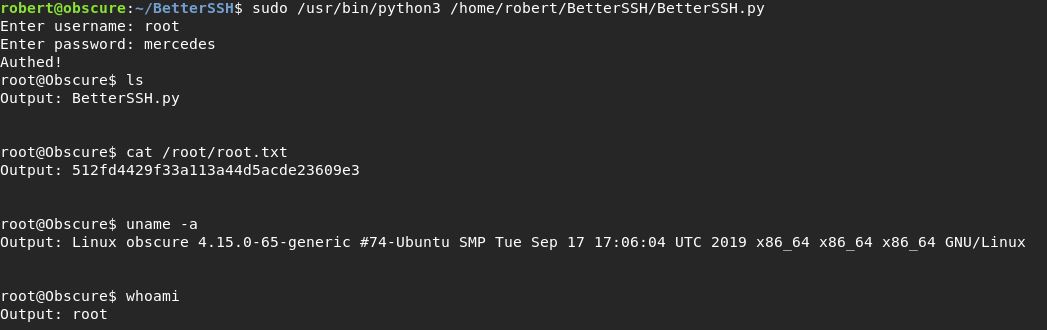 robert@obscure:~/BetterSSH$ sudo /usr/bin/python3 /home/robert/BetterSSH/BetterSSH.py
Enter username: root
Enter password: mercedes
Authed!
root@Obscure$ ls
Output: BetterSSH.py
root@Obscure$ cat /root/root.txt
Output: 512fd4429f33a113a44d5acde23609e3
root@Obscure$ uname -a
Output: Linux obscure 4.15.0-65-generic #74-Ubuntu SMP Tue Sep 17 17:06:04 UTC 2019 x86_64 x86_64 x86_64 GNU/Linux
root@Obscure$ whoami
Output: root